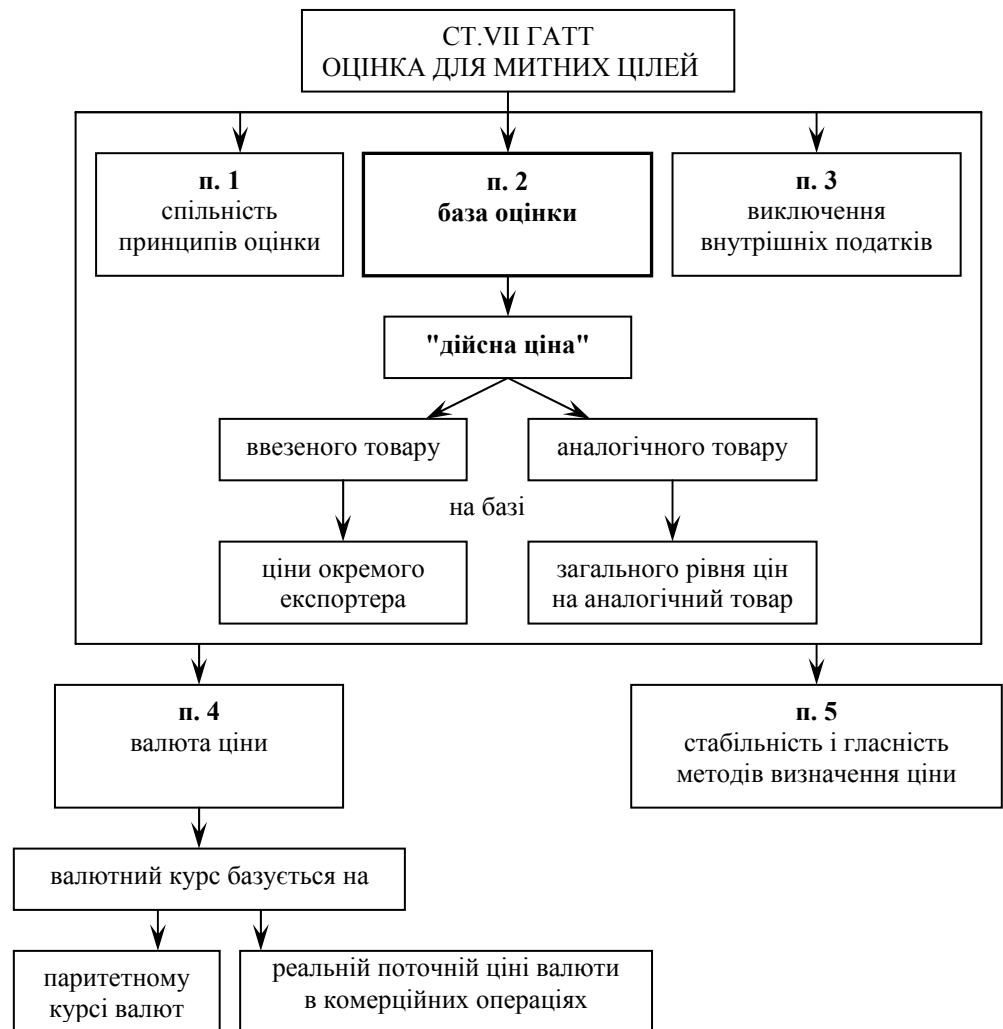 СТ.VII ГАТТ
ОЦІНКА ДЛЯ МИТНИХ ЦІЛЕЙ
п. 1
спільність
принципів оцінки
п. 2
база оцінки
п. 3
виключення
внутрішніх податків
"дійсна ціна"
ввезеного товару
аналогічного товару
на базі
ціни окремого
експортера
загального рівня цін
на аналогічний товар
п. 4
валюта ціни
п. 5
стабільність і гласність
методів визначення ціни
валютний курс базується на
паритетному
курсі валют
реальній поточній ціні валюти
в комерційних операціях